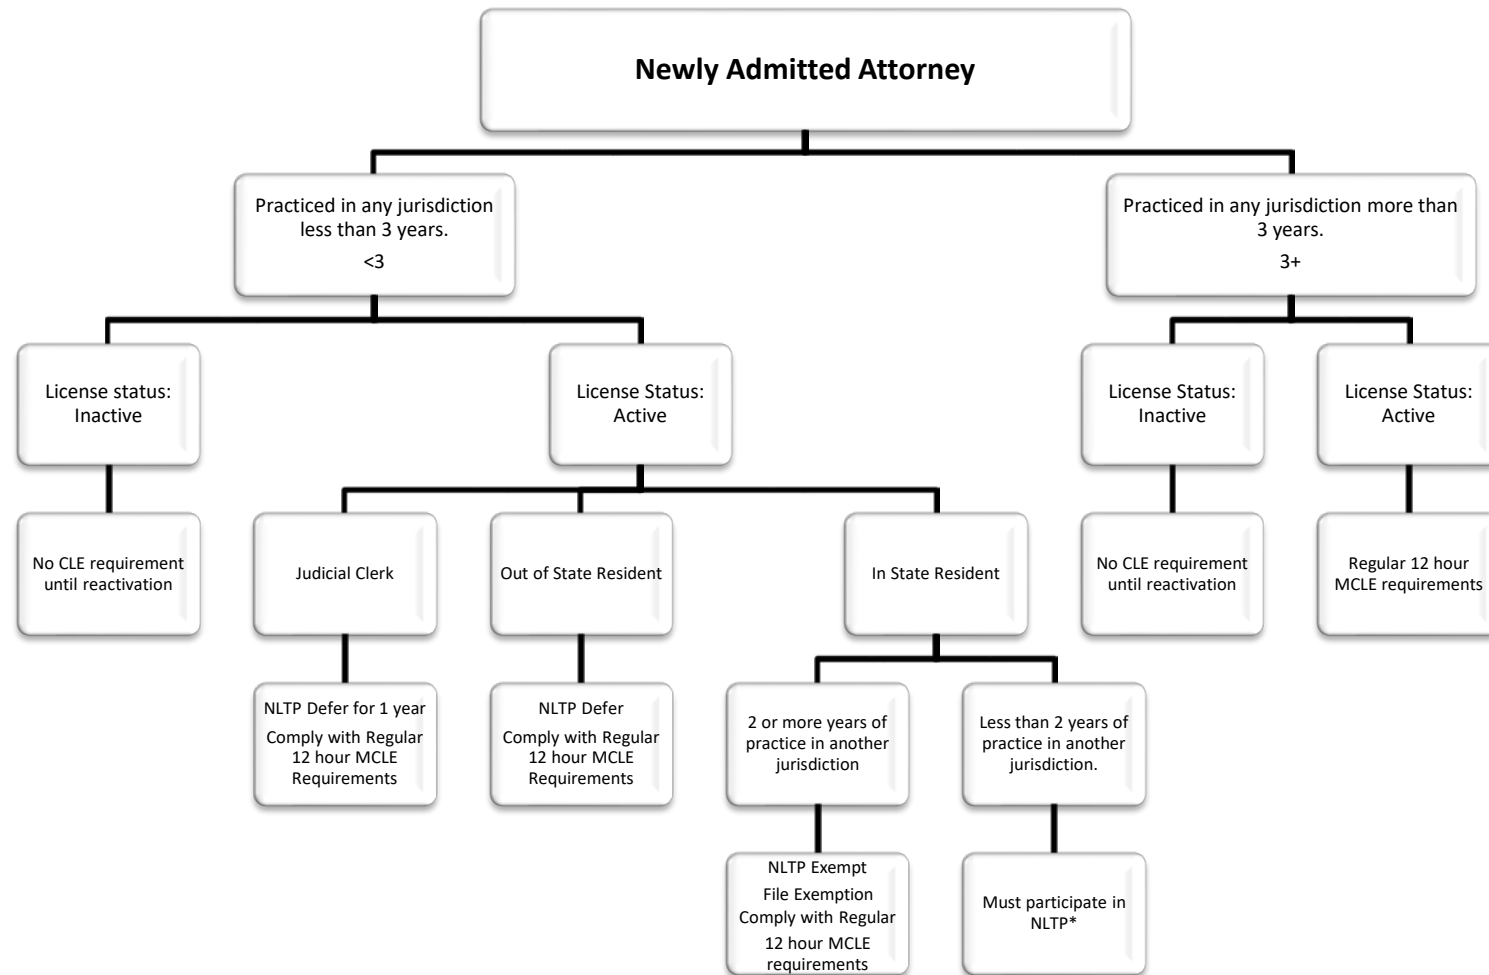 Newly Admitted Attorney
Practiced in any jurisdiction
less than 3 years.
<3
Practiced in any jurisdiction more than
3 years.
3+
License status:
Inactive
License Status:
Active
License Status:
Inactive
License Status:
Active
No CLE requirement
until reactivation
Judicial Clerk
Out of State Resident
In State Resident
No CLE requirement
until reactivation
Regular 12 hour
MCLE requirements
NLTP Defer for 1 year
Comply with Regular
12 hour MCLE
Requirements
NLTP Defer
Comply with Regular
12 hour MCLE
Requirements
2 or more years of
practice in another
jurisdiction
Less than 2 years of
practice in another
jurisdiction.
NLTP Exempt
File Exemption
Comply with Regular
12 hour MCLE
requirements
Must participate in
NLTP*